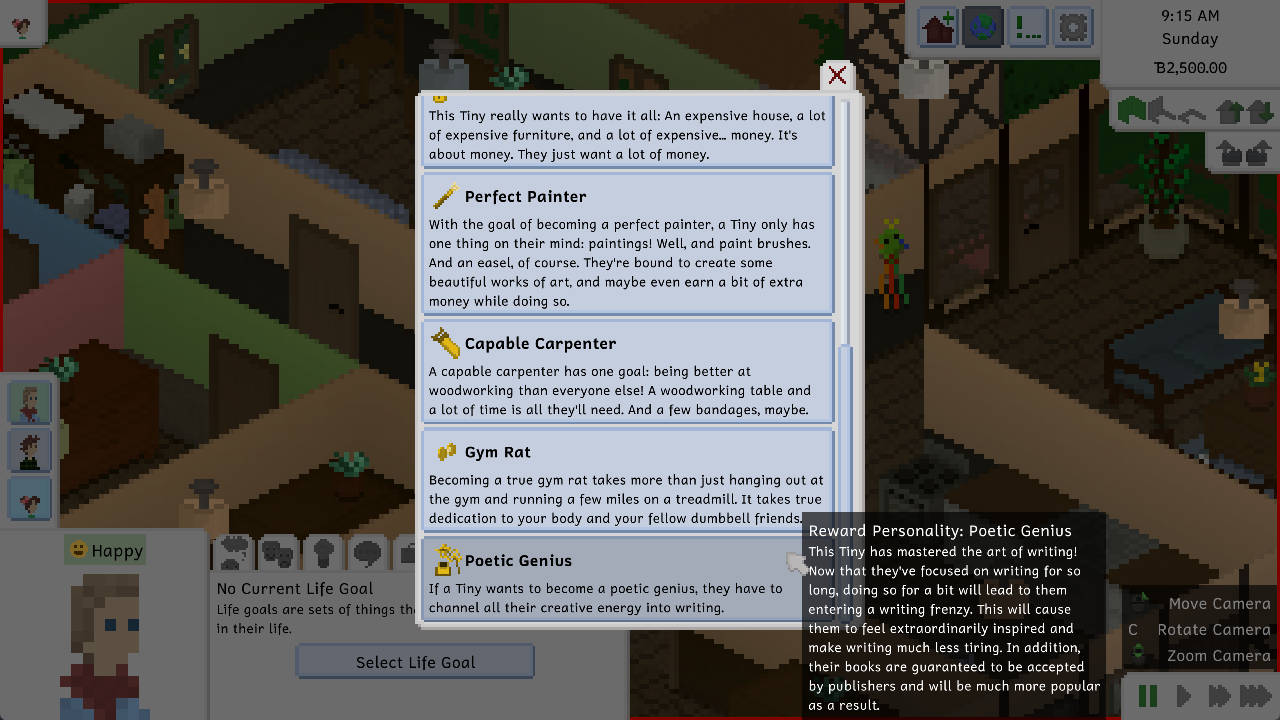 9:15 AM
Sunday
Ƀ2,500.00
This Tiny really wants to have it all: An expensive house, a lot
of expensive furniture, and a lot of expensive… money. It's
about money. They just want a lot of money.
Perfect Painter
With the goal of becoming a perfect painter, a Tiny only has
one thing on their mind: paintings! Well, and paint brushes.
And an easel, of course. They're bound to create some
beautiful works of art, and maybe even earn a bit of extra
money while doing so.
Capable Carpenter
A capable carpenter has one goal: being better at
woodworking than everyone else! A woodworking table and
a lot of time is all they'll need. And a few bandages, maybe.
Gym Rat
Becoming a true gym rat takes more than just hanging out at
the gym and running a few miles on a treadmill. It takes true
dedication to your body and your fellow dumbbell friends.
Poetic Genius
If a Tiny wants to become a poetic genius, they have to
channel all their creative energy into writing.
Reward Personality: Poetic Genius
This Tiny has mastered the art of writing!
Now that they've focused on writing for so
long, doing so for a bit will lead to them
entering a writing frenzy. This will cause
them to feel extraordinarily inspired and
make writing much less tiring. In addition,
their books are guaranteed to be accepted
by publishers and will be much more popular
as a result.
Happy
No Current Life Goal
Life goals are sets of things the
in their life.
Select Life Goal
Move Camera
C Rotate Camera
Zoom Camera